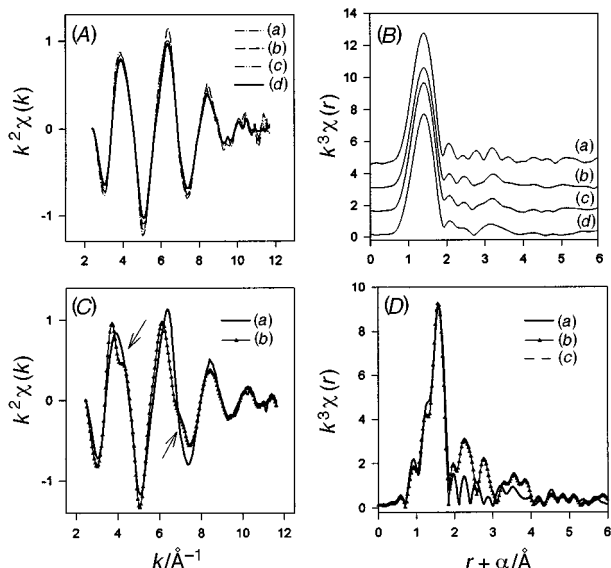 (A)
(a)
(b)
(c)
(d)
k²χ(k)
1
0
-1
2 4 6 8 10 12
(B)
k³χ(r)
14
12
10
8
6
4
2
0
(a)
(b)
(c)
(d)
0 1 2 3 4 5 6
(C)
(a)
(b)
k²χ(k)
1
0
-1
2 4 6 8 10 12
k/Å⁻¹
(D)
(a)
(b)
(c)
k³χ(r)
10
8
6
4
2
0
0 1 2 3 4 5 6
r + α/Å